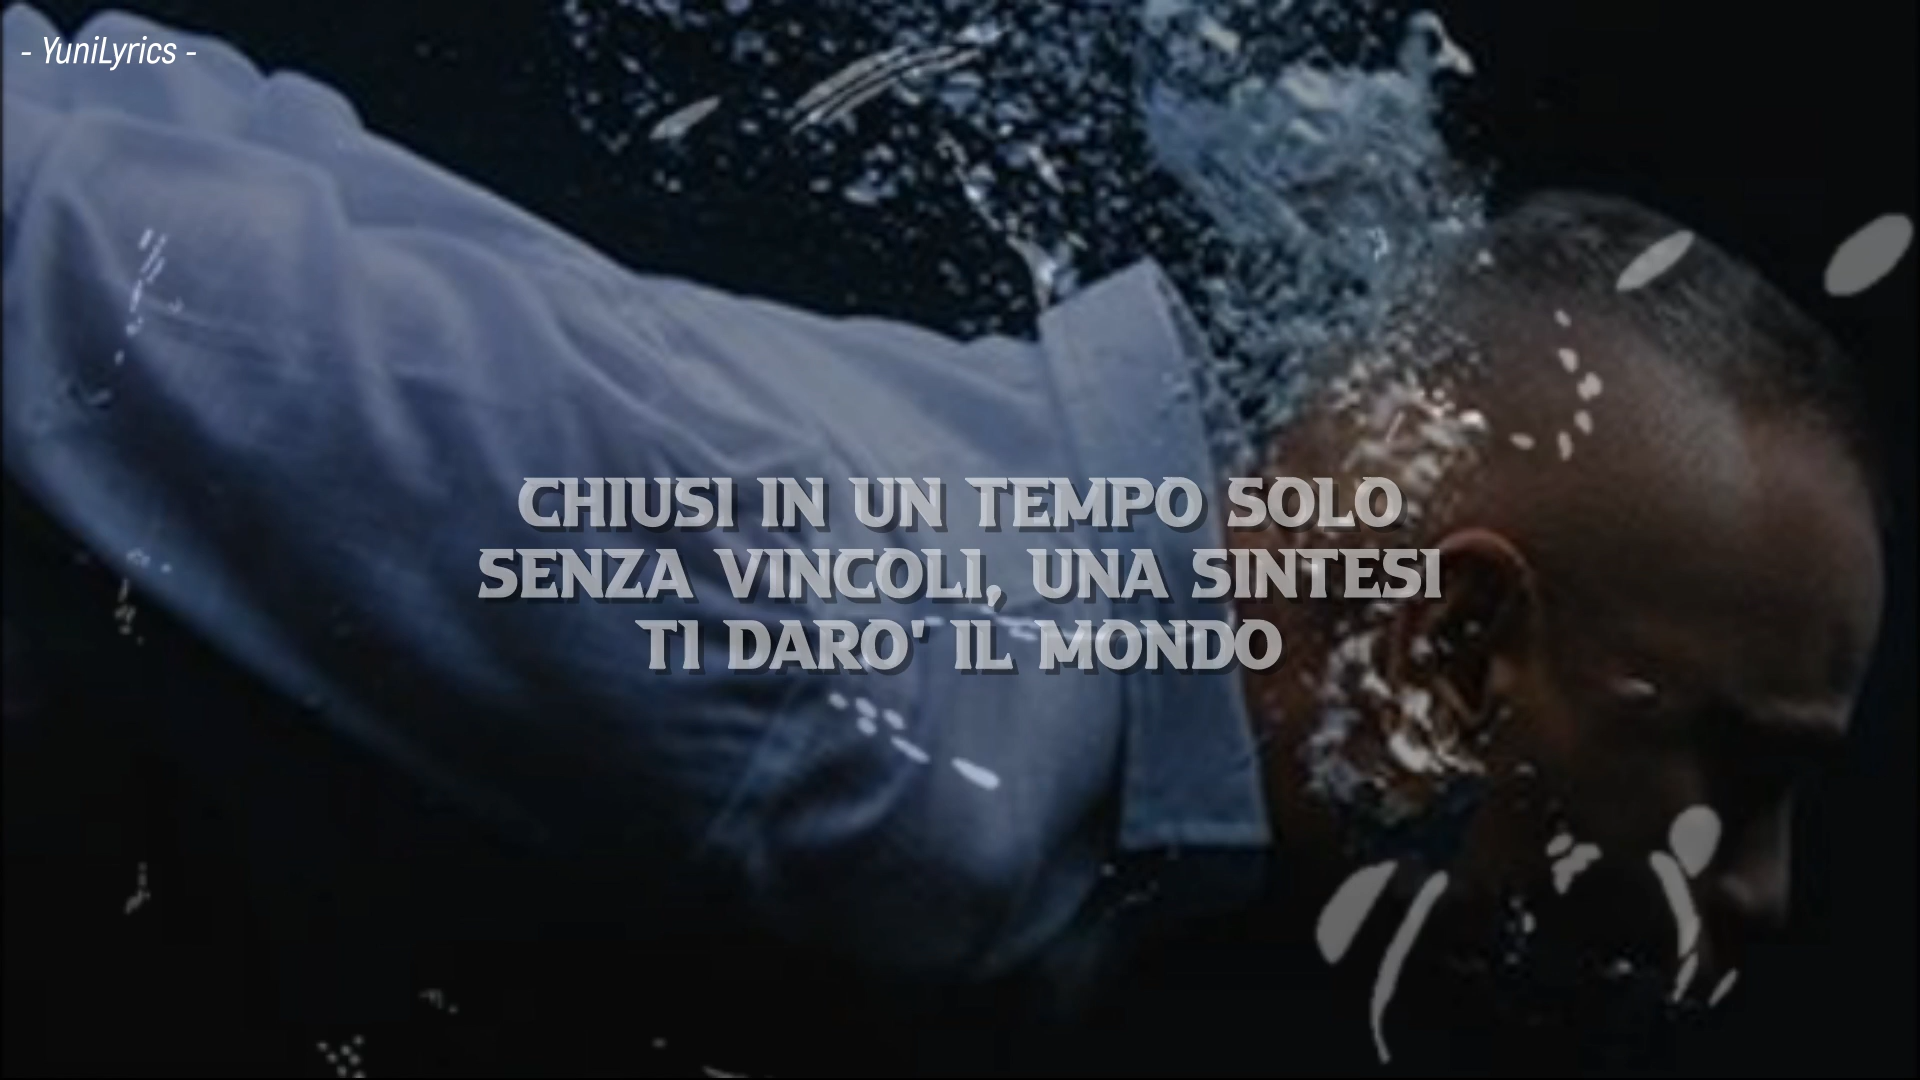 - YuniLyrics -
CHIUSI IN UN TEMPO SOLO
SENZA VINCOLI, UNA SINTESI
TI DARO' IL MONDO